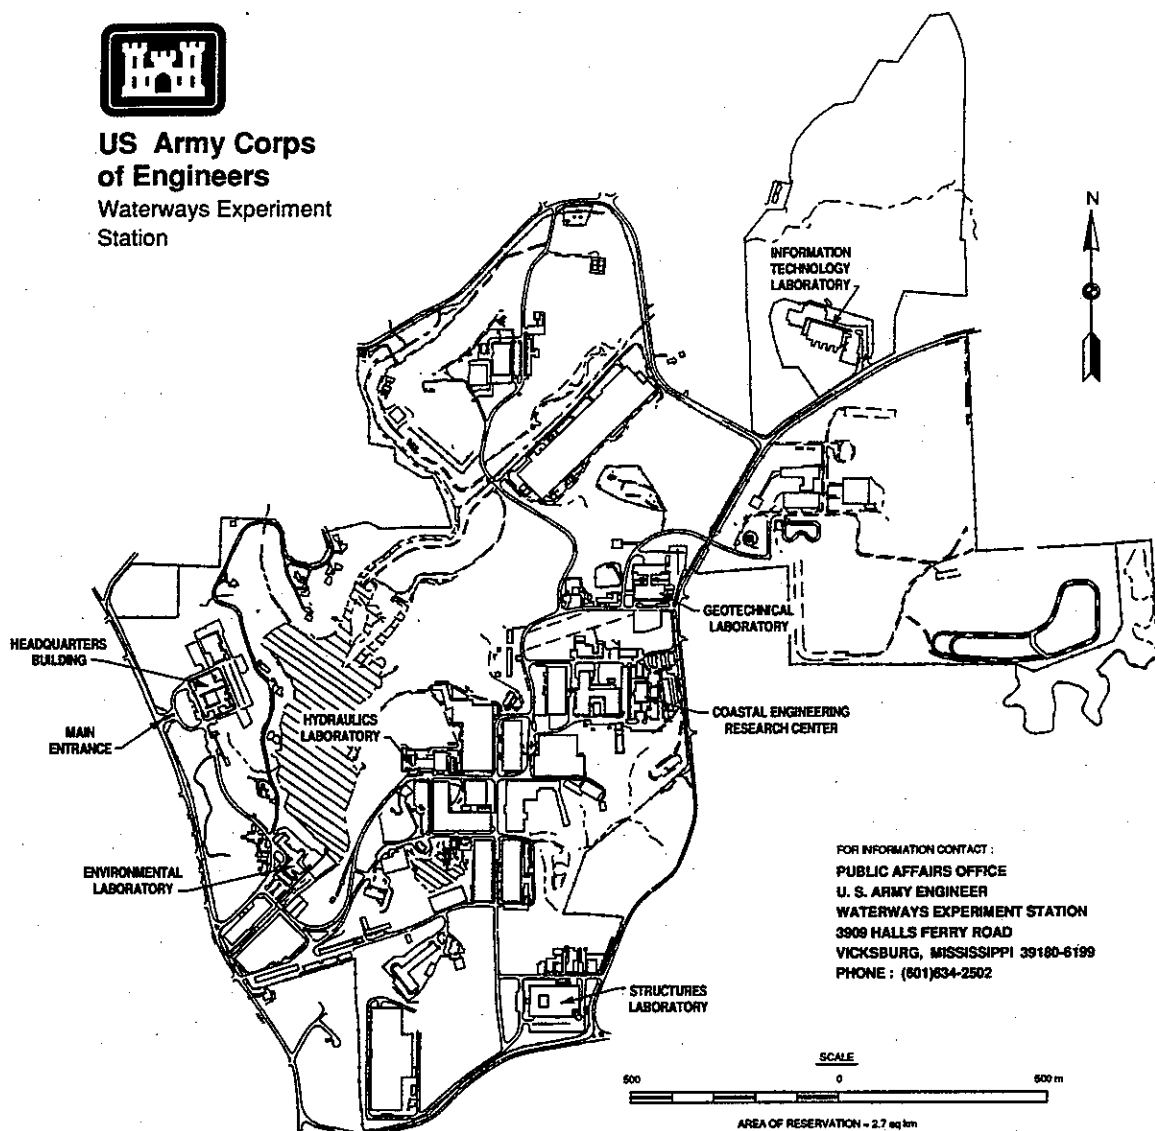 US Army Corps
of Engineers
Waterways Experiment
Station
N
INFORMATION
TECHNOLOGY
LABORATORY
GEOTECHNICAL
LABORATORY
HEADQUARTERS
BUILDING
MAIN
ENTRANCE
HYDRAULICS
LABORATORY
COASTAL ENGINEERING
RESEARCH CENTER
ENVIRONMENTAL
LABORATORY
STRUCTURES
LABORATORY
FOR INFORMATION CONTACT :
PUBLIC AFFAIRS OFFICE
U. S. ARMY ENGINEER
WATERWAYS EXPERIMENT STATION
3909 HALLS FERRY ROAD
VICKSBURG, MISSISSIPPI 39180-6199
PHONE : (601)634-2502
SCALE
500 0 500 m
AREA OF RESERVATION ~ 2.7 sq km